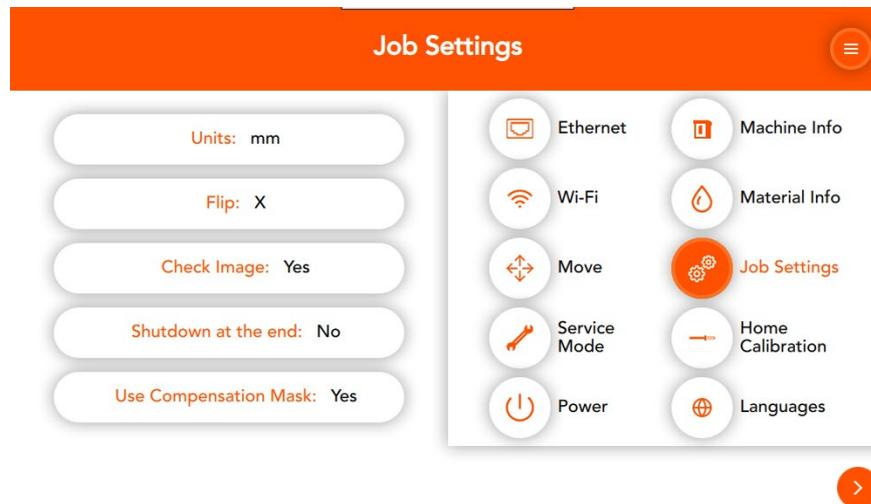 Job Settings
Units: mm
Flip: X
Check Image: Yes
Shutdown at the end: No
Use Compensation Mask: Yes
Ethernet
Machine Info
Wi-Fi
Material Info
Move
Job Settings
Service
Mode
Home
Calibration
Power
Languages